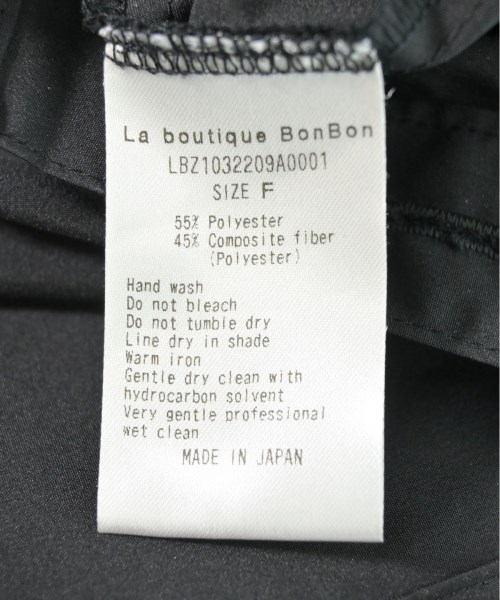 La boutique BonBon
LBZ1032209A0001
SIZE F
55% Polyester
45% Composite fiber
(Polyester)
Hand wash
Do not bleach
Do not tumble dry
Line dry in shade
Warm iron
Gentle dry clean with
hydrocarbon solvent
Very gentle professional
wet clean
MADE IN JAPAN